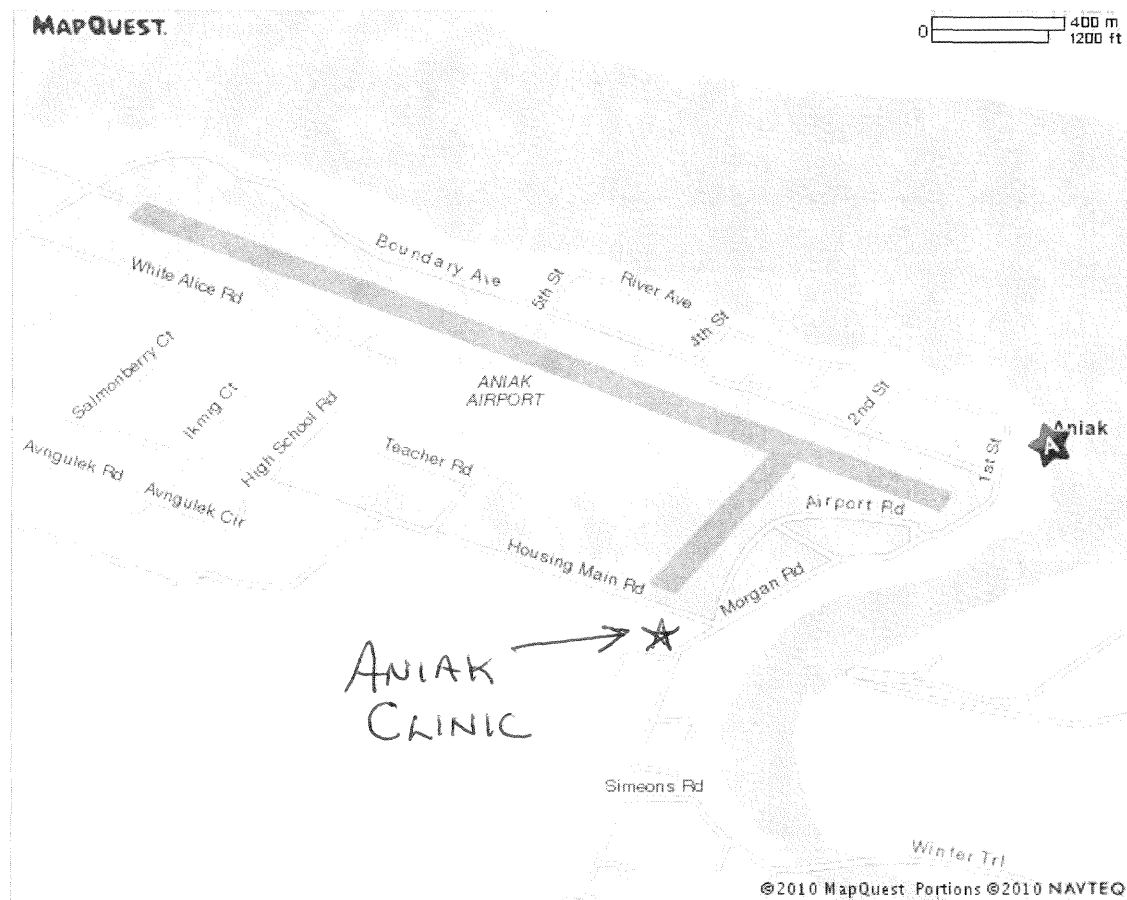 MAPQUEST.
0
400 m
1200 ft
Boundary Ave
River Ave
White Alice Rd
5th St
4th St
Salmonberry Ct
Ikmig Ct
High School Rd
ANIAK
AIRPORT
2nd St
Aniak
A
1st St
Avngulek Rd
Teacher Rd
Avngulek Cir
Airport Rd
Housing Main Rd
Morgan Rd
ANIAK
CLINIC
Simeons Rd
Winter Trl
©2010 MapQuest Portions ©2010 NAVTEQ